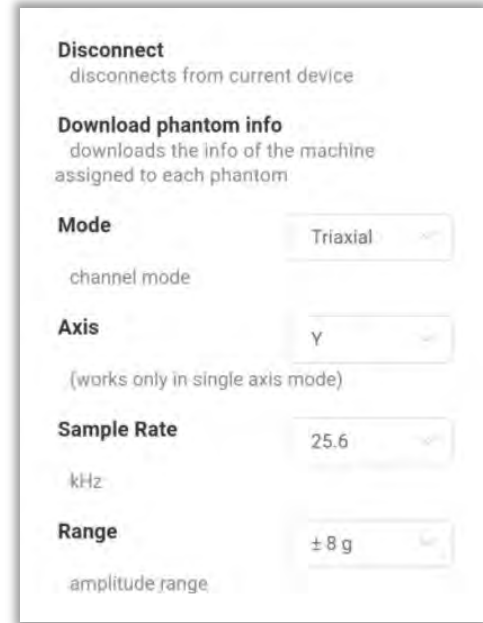 Disconnect
disconnects from current device
Download phantom info
downloads the info of the machine
assigned to each phantom
Mode
Triaxial
channel mode
Axis
Y
(works only in single axis mode)
Sample Rate
25.6
kHz
Range
± 8 g
amplitude range